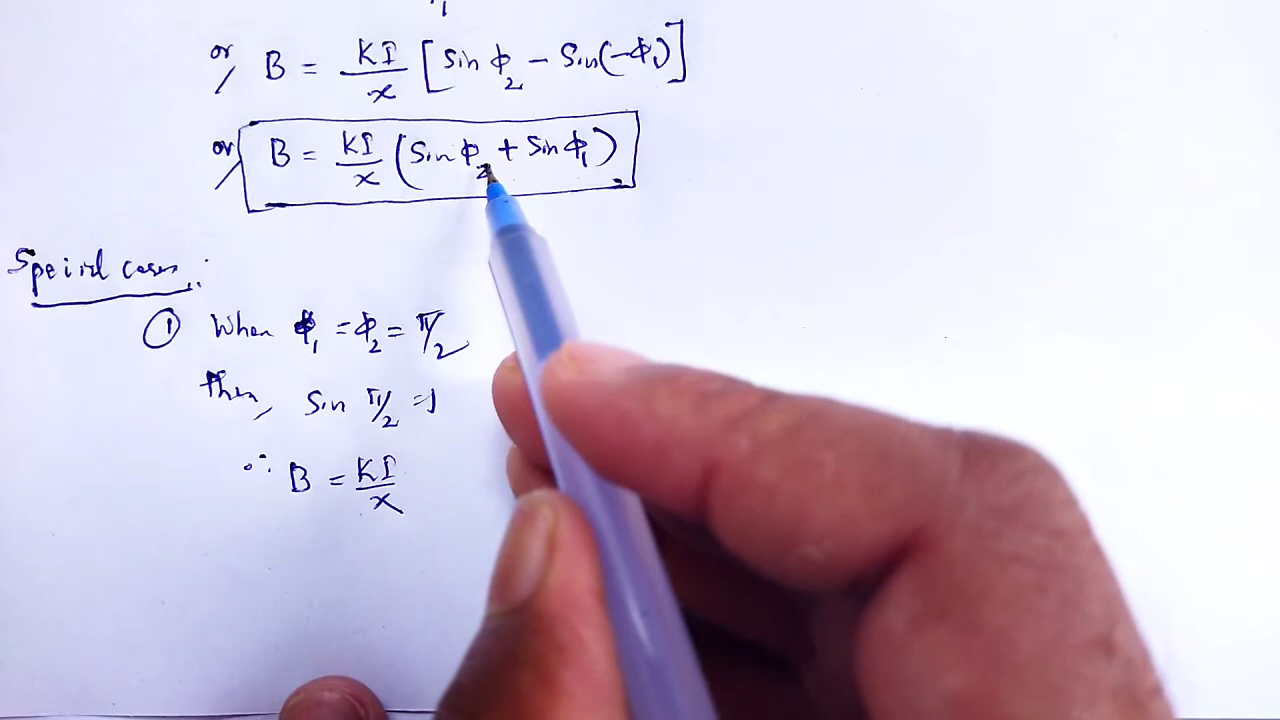 or, B = KI/x [Sin ϕ₂ - Sin(-ϕ₁)]
or, B = KI/x (Sin ϕ₂ + Sin ϕ₁)
Speiral cases :
① When ϕ₁ = ϕ₂ = π/2
then, Sin π/2 = 1
∴ B = KI/x